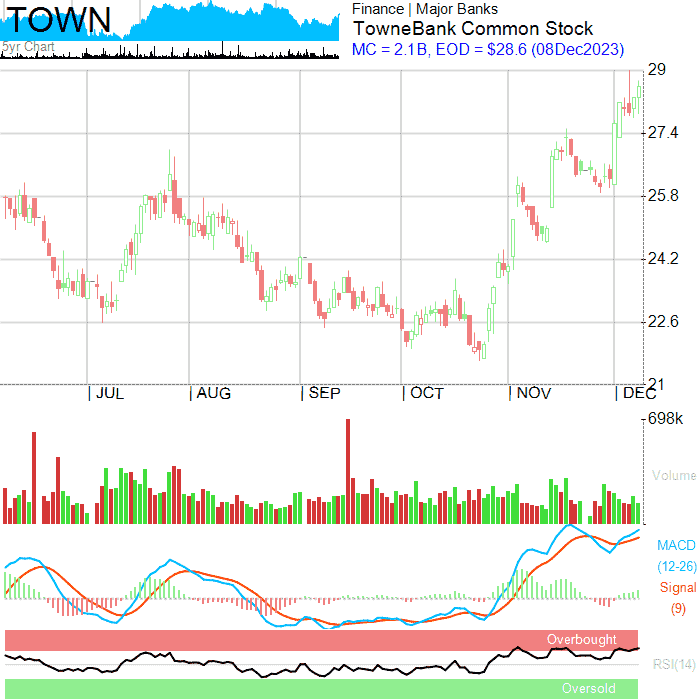 TOWN
5yr Chart
Finance | Major Banks
TowneBank Common Stock
MC = 2.1B, EOD = $28.6 (08Dec2023)
29
27.4
25.8
24.2
22.6
21
JUL
AUG
SEP
OCT
NOV
DEC
698k
Volume
MACD
(12-26)
Signal
(9)
Overbought
RSI(14)
Oversold